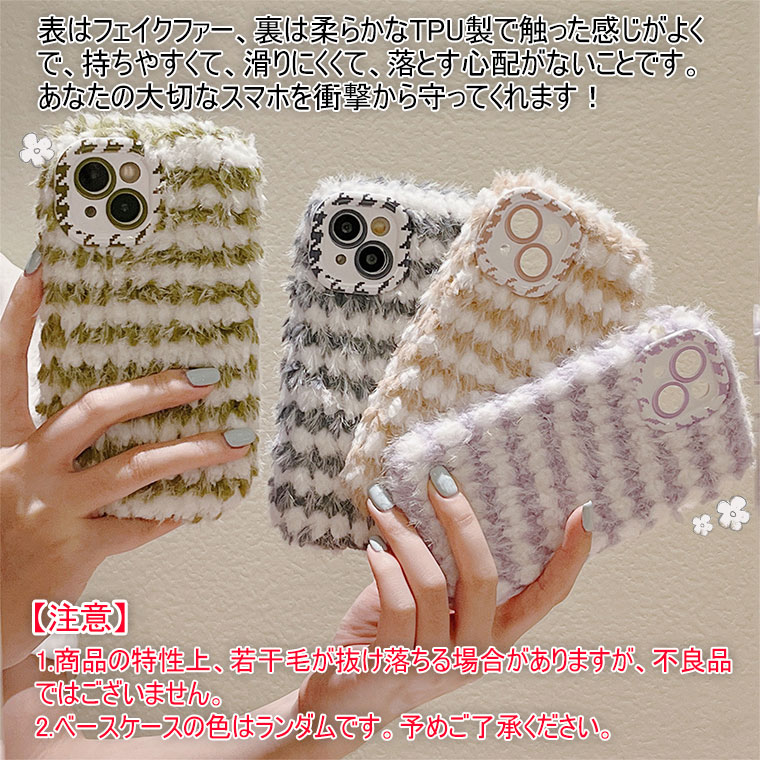 表はフェイクファー、裏は柔らかなTPU製で触った感じがよく
で、持ちやすくて、滑りにくくて、落とす心配がないことです。
あなたの大切なスマホを衝撃から守ってくれます！
【注意】
1.商品の特性上、若干毛が抜け落ちる場合がありますが、不良品
ではございません。
2.ベースケースの色はランダムです。予めご了承ください。